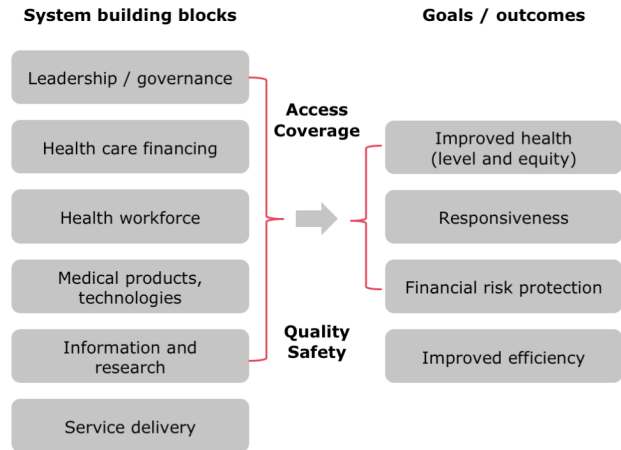 System building blocks
Leadership / governance
Health care financing
Health workforce
Medical products,
technologies
Information and
research
Service delivery
Access
Coverage
Quality
Safety
Goals / outcomes
Improved health
(level and equity)
Responsiveness
Financial risk protection
Improved efficiency